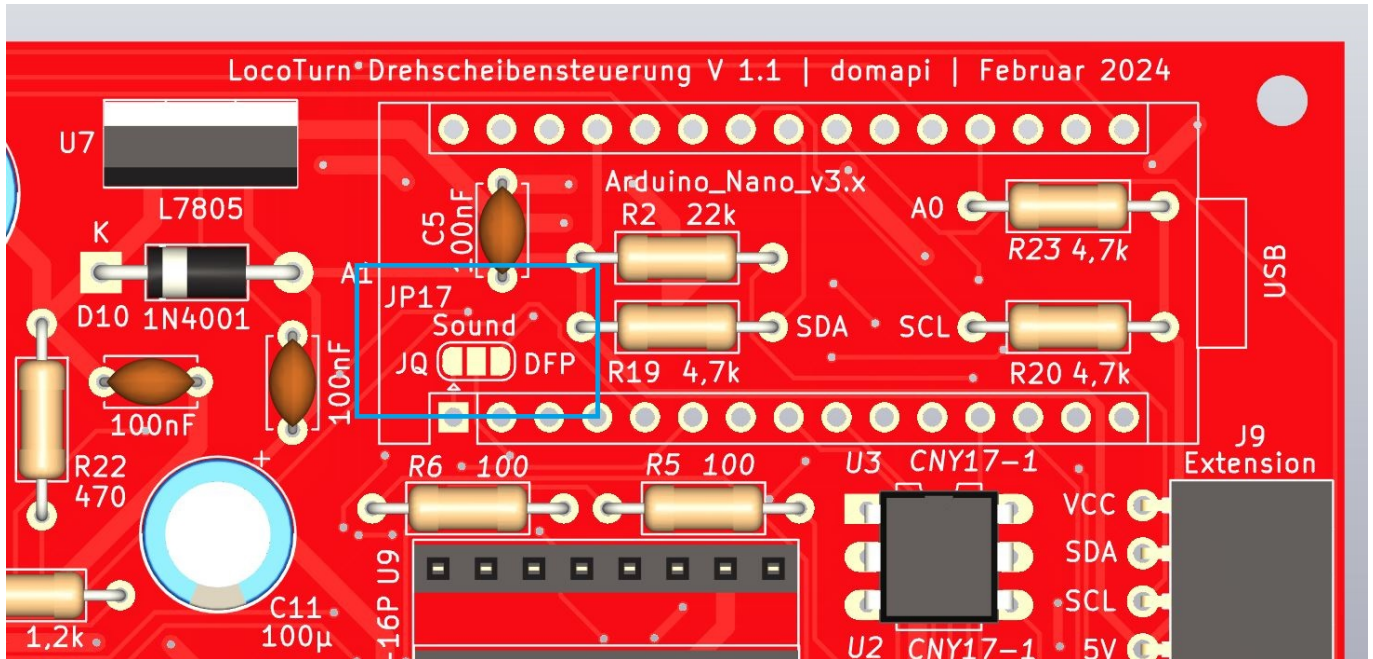 LocoTurn Drehscheibensteuerung V 1.1 | domapi | Februar 2024
U7
L7805
Arduino_Nano_v3.x
C5
100nF
R2 22k
A0
R23 4,7k
USB
K
A1
D10 1N4001
JP17
Sound
JQ
DFP
SDA
SCL
R19 4,7k
R20 4,7k
100nF
100nF
R22
470
R6 100
R5 100
U3 CNY17-1
J9
Extension
VCC
SDA
SCL
5V
+
C11
100µ
1,2k
-16P U9
U2 CNY17-1